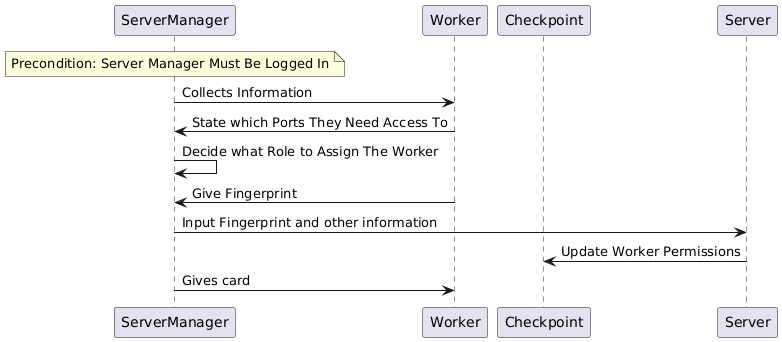 ServerManager Worker Checkpoint Server
Precondition: Server Manager Must Be Logged In
Collects Information
State which Ports They Need Access To
Decide what Role to Assign The Worker
Give Fingerprint
Input Fingerprint and other information
Update Worker Permissions
Gives card
ServerManager Worker Checkpoint Server